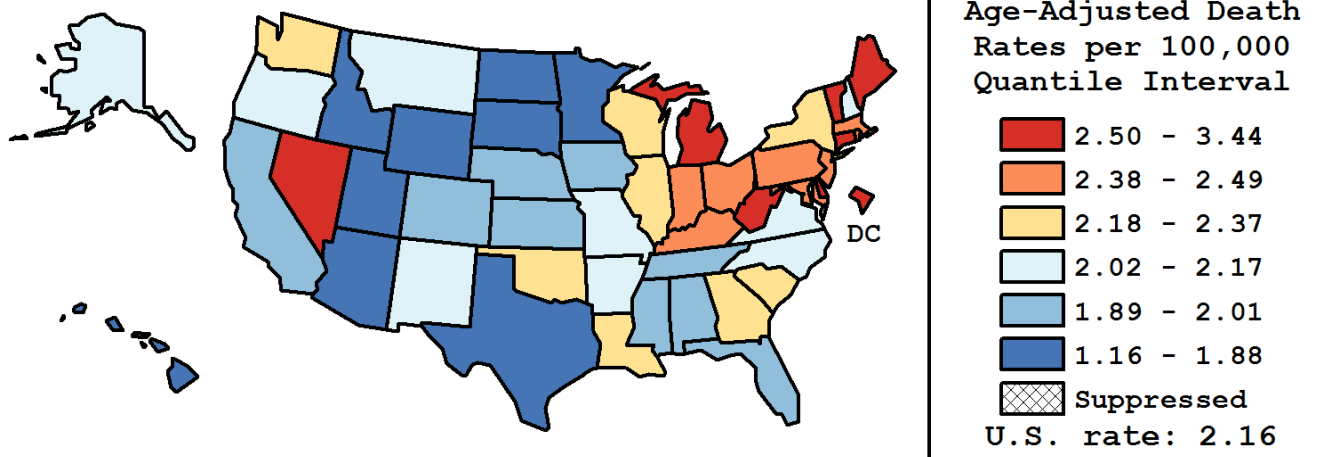 Age-Adjusted Death
Rates per 100,000
Quantile Interval
2.50 - 3.44
2.38 - 2.49
2.18 - 2.37
2.02 - 2.17
1.89 - 2.01
1.16 - 1.88
Suppressed
U.S. rate: 2.16
DC